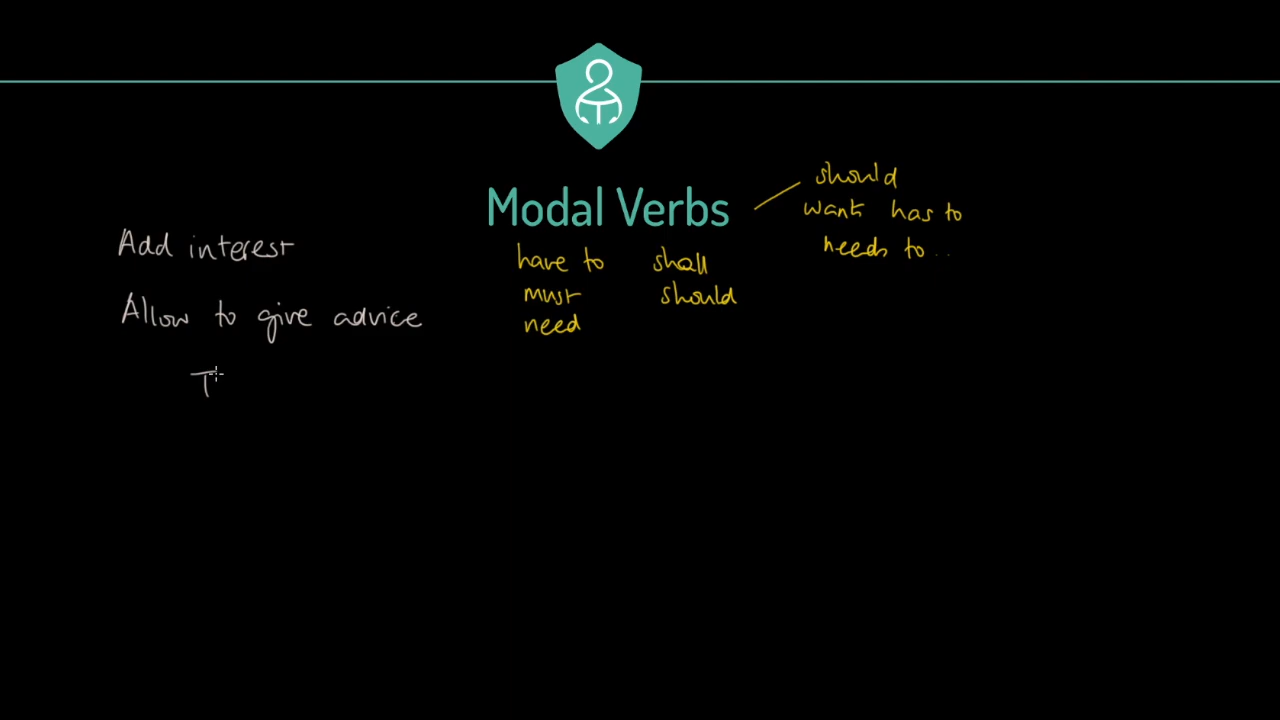 Modal Verbs
should
want has to
needs to..
have to shall
must should
need
Add interest
Allow to give advice
T